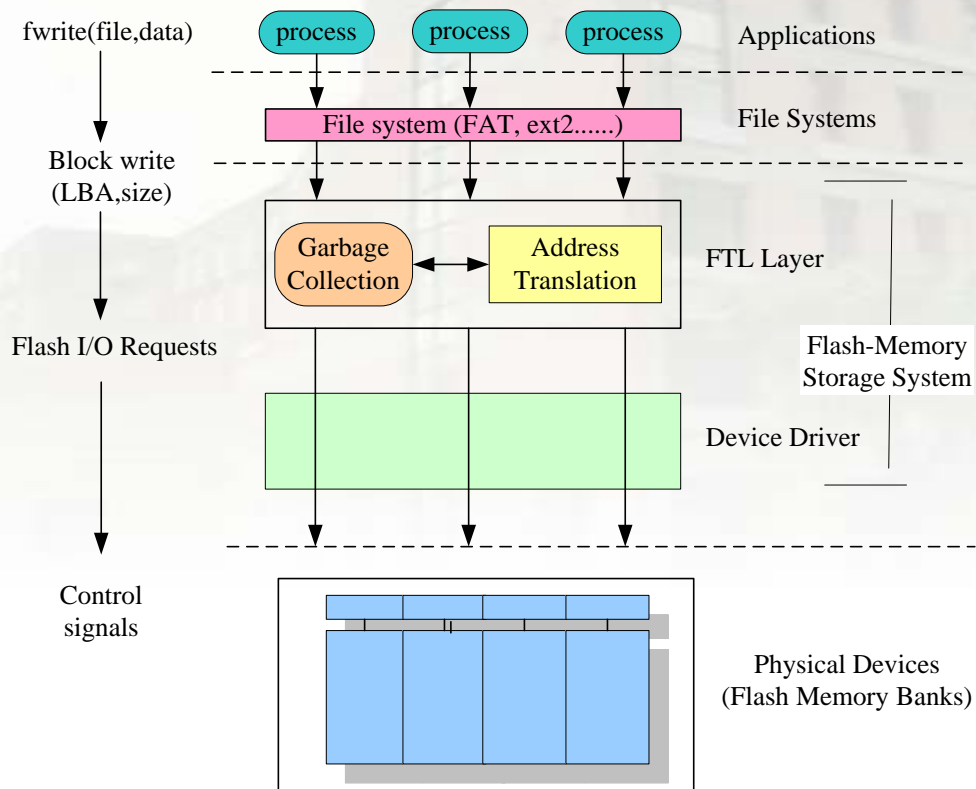 fwrite(file,data)
process
process
process
Applications
File system (FAT, ext2......)
File Systems
Block write
(LBA,size)
Garbage
Collection
Address
Translation
FTL Layer
Flash I/O Requests
Flash-Memory
Storage System
Device Driver
Control
signals
Physical Devices
(Flash Memory Banks)